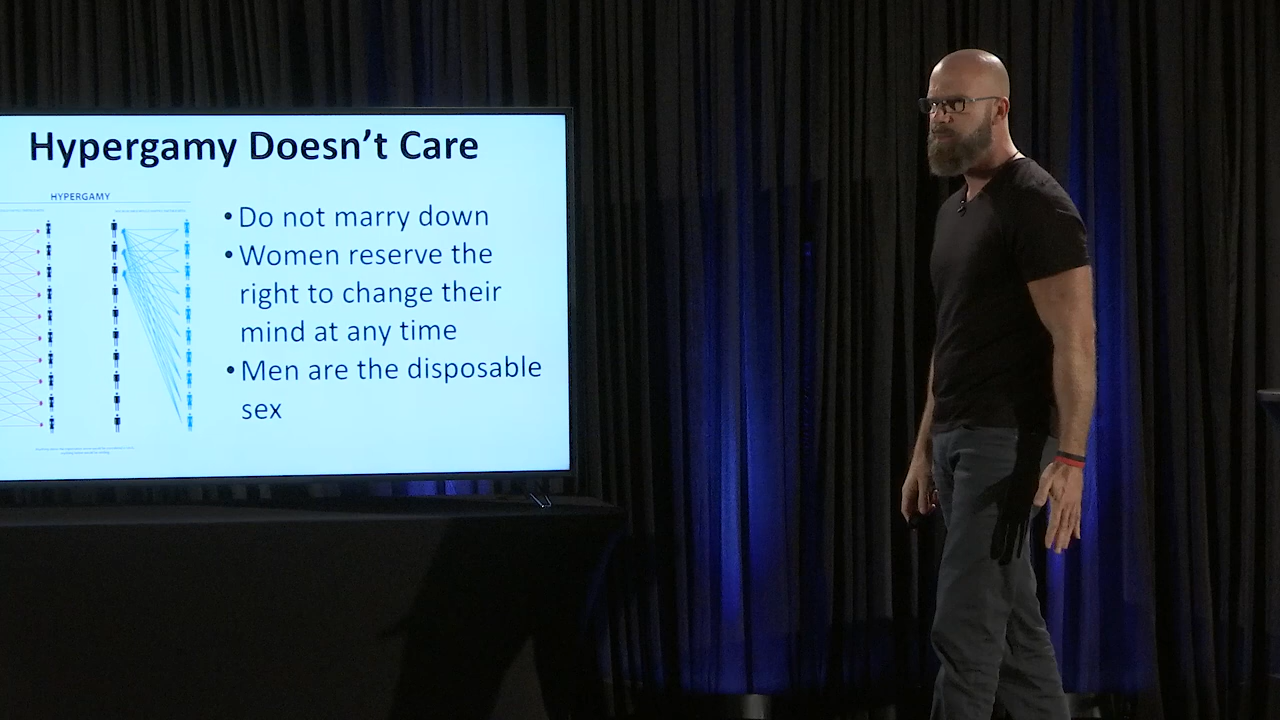 Hypergamy Doesn't Care
HYPERGAMY
• Do not marry down
• Women reserve the
right to change their
mind at any time
• Men are the disposable
sex